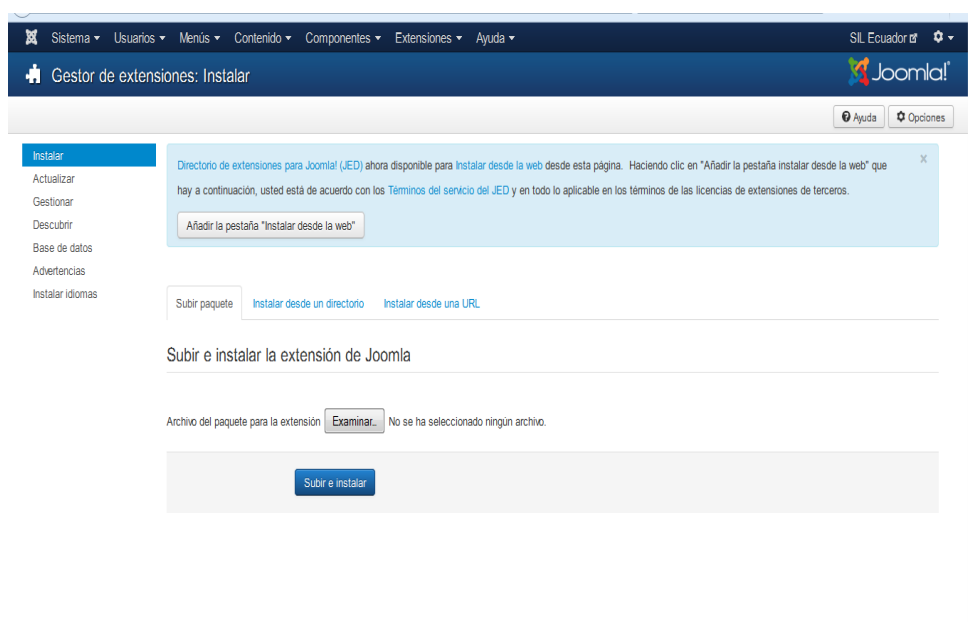 Sistema Usuarios Menús Contenido Componentes Extensiones Ayuda SIL Ecuador
Gestor de extensiones: Instalar Joomla!
Ayuda Opciones
Instalar
Actualizar
Gestionar
Descubrir
Base de datos
Advertencias
Instalar idiomas
Directorio de extensiones para Joomla! (JED) ahora disponible para Instalar desde la web desde esta página. Haciendo clic en "Añadir la pestaña instalar desde la web" que
hay a continuación, usted está de acuerdo con los Términos del servicio del JED y en todo lo aplicable en los términos de las licencias de extensiones de terceros.
Añadir la pestaña "Instalar desde la web"
Subir paquete Instalar desde un directorio Instalar desde una URL
Subir e instalar la extensión de Joomla
Archivo del paquete para la extensión Examinar... No se ha seleccionado ningún archivo.
Subir e instalar